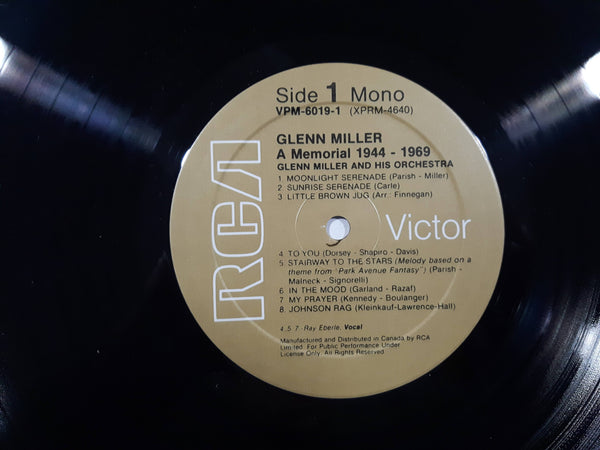 Side 1 Mono
VPM-6019-1 (XPRM-4640)
GLENN MILLER
A Memorial 1944 - 1969
GLENN MILLER AND HIS ORCHESTRA
1 MOONLIGHT SERENADE (Parish - Miller)
2 SUNRISE SERENADE (Carle)
3 LITTLE BROWN JUG (Arr.: Finnegan)
RCA Victor
4 TO YOU (Dorsey - Shapiro - Davis)
5 STAIRWAY TO THE STARS (Melody based on a
theme from "Park Avenue Fantasy") (Parish -
Malneck - Signorelli)
6 IN THE MOOD (Garland - Razaf)
7 MY PRAYER (Kennedy - Boulanger)
8 JOHNSON RAG (Kleinkauf-Lawrence-Hall)
4,5,7, Ray Eberle, Vocal
Manufactured and Distributed in Canada by RCA
Limited. For Public Performance Under
License Only. All Rights Reserved